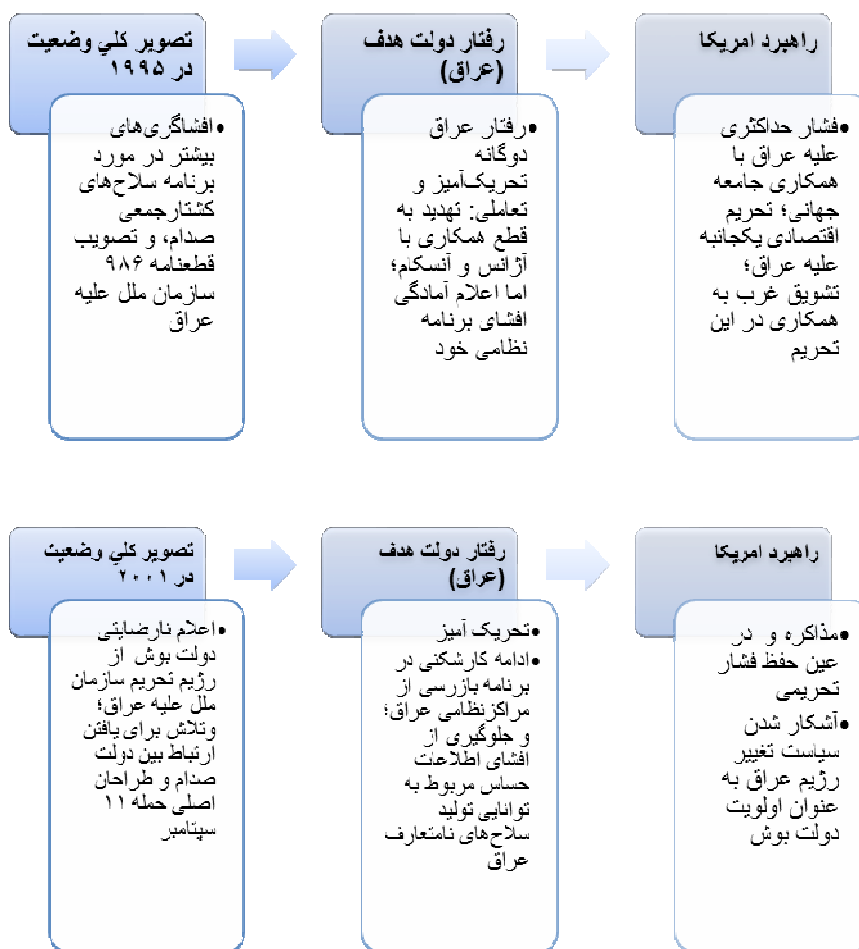 تصوير كلي وضعيت
در ۱۹۹۵
•افشاگری‌های
بیشتر در مورد
برنامه سلاح‌های
کشتارجمعی
صدام، و تصویب
قطعنامه ۹۸۶
سازمان ملل علیه
عراق
رفتار دولت هدف
(عراق)
•رفتار عراق
دوگانه
تحریک‌آمیز و
تعاملی: تهدید به
قطع همکاری با
آژانس و آنسکام؛
اما اعلام آمادگی
افشای برنامه
نظامی خود
راهبرد امریکا
•فشار حداکثری
علیه عراق با
همکاری جامعه
جهانی؛ تحریم
اقتصادی یکجانبه
علیه عراق؛
تشویق غرب به
همکاری در این
تحریم
تصوير كلي وضعيت
در ۲۰۰۱
•اعلام نارضایتی
دولت بوش از
رژیم تحریم سازمان
ملل علیه عراق؛
وتلاش برای یافتن
ارتباط بین دولت
صدام و طراحان
اصلی حمله ۱۱
سپتامبر
رفتار دولت هدف
(عراق)
•تحریک آمیز
•ادامه کارشکنی در
برنامه بازرسی از
مراکزنظامی عراق؛
و جلوگیری از
افشای اطلاعات
حساس مربوط به
توانایی تولید
سلاح‌های نامتعارف
عراق
راهبرد امریکا
•مذاکره و در
عین حفظ فشار
تحریمی
•آشکار شدن
سیاست تغییر
رژیم عراق به
عنوان اولویت
دولت بوش